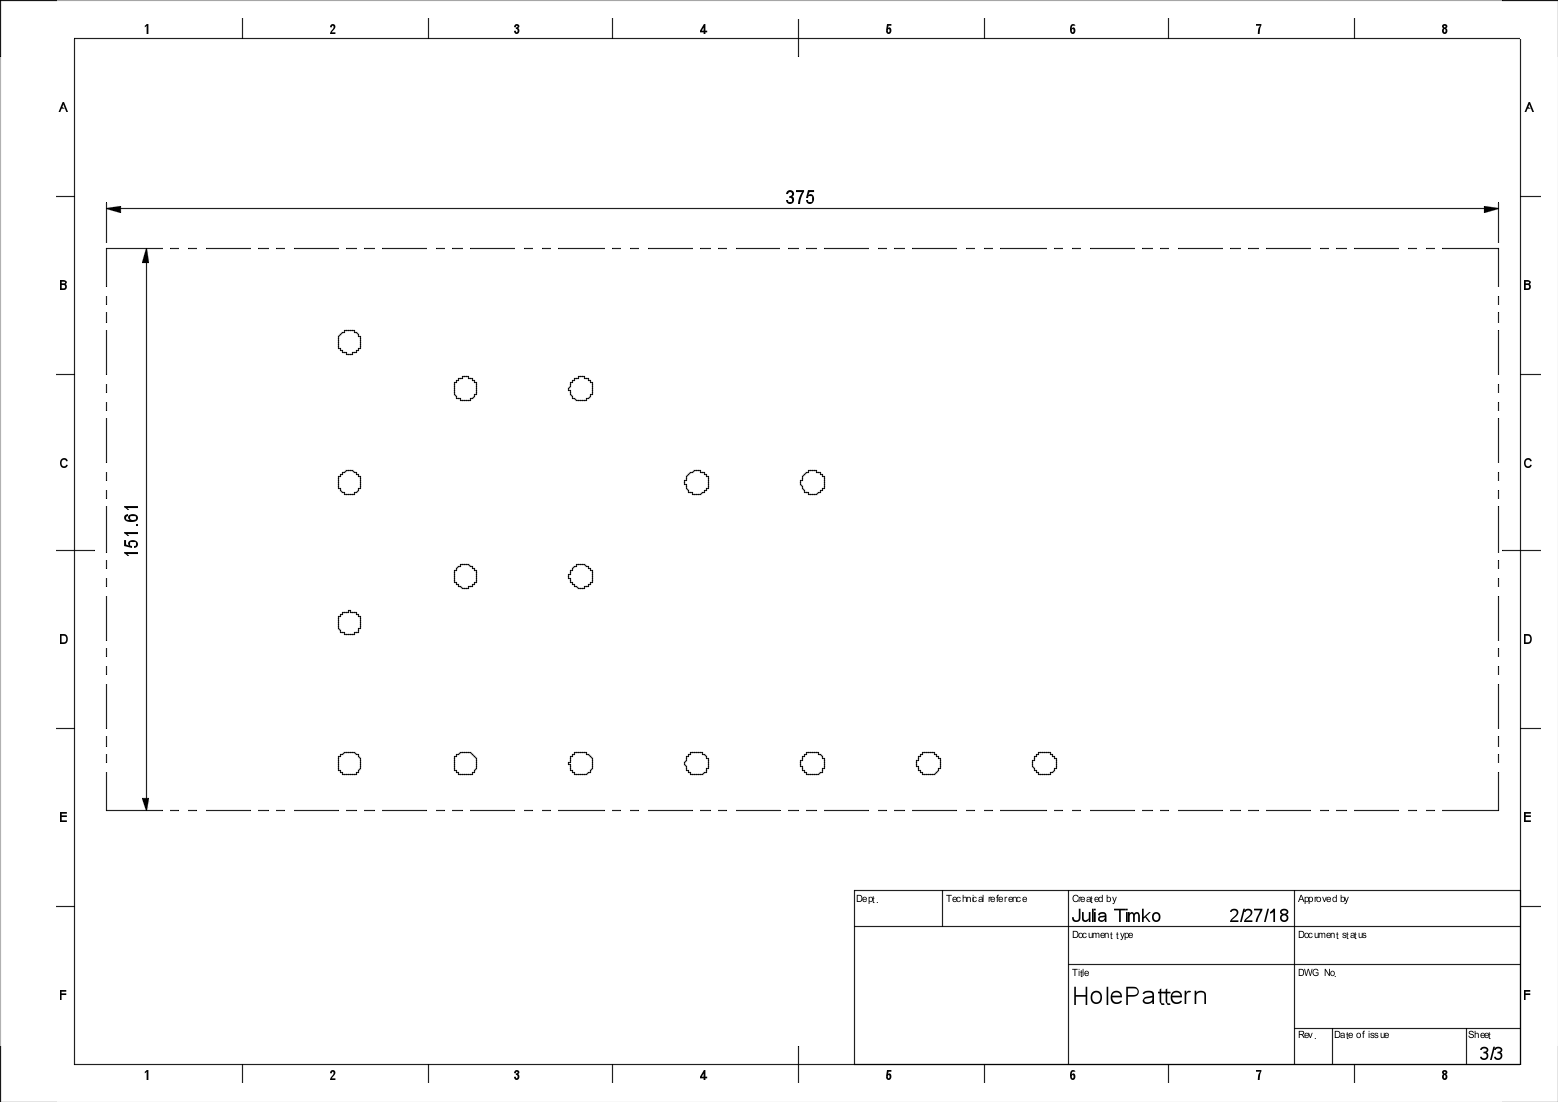 1 2 3 4 5 6 7 8
A A
375
B B
C C
151.61
D D
E E
Dept. Technical reference Created by Approved by
Julia Timko 2/27/18
Document type Document status
Title DWG No.
HolePattern
F F
Rev. Date of issue Sheet
3/3
1 2 3 4 5 6 7 8